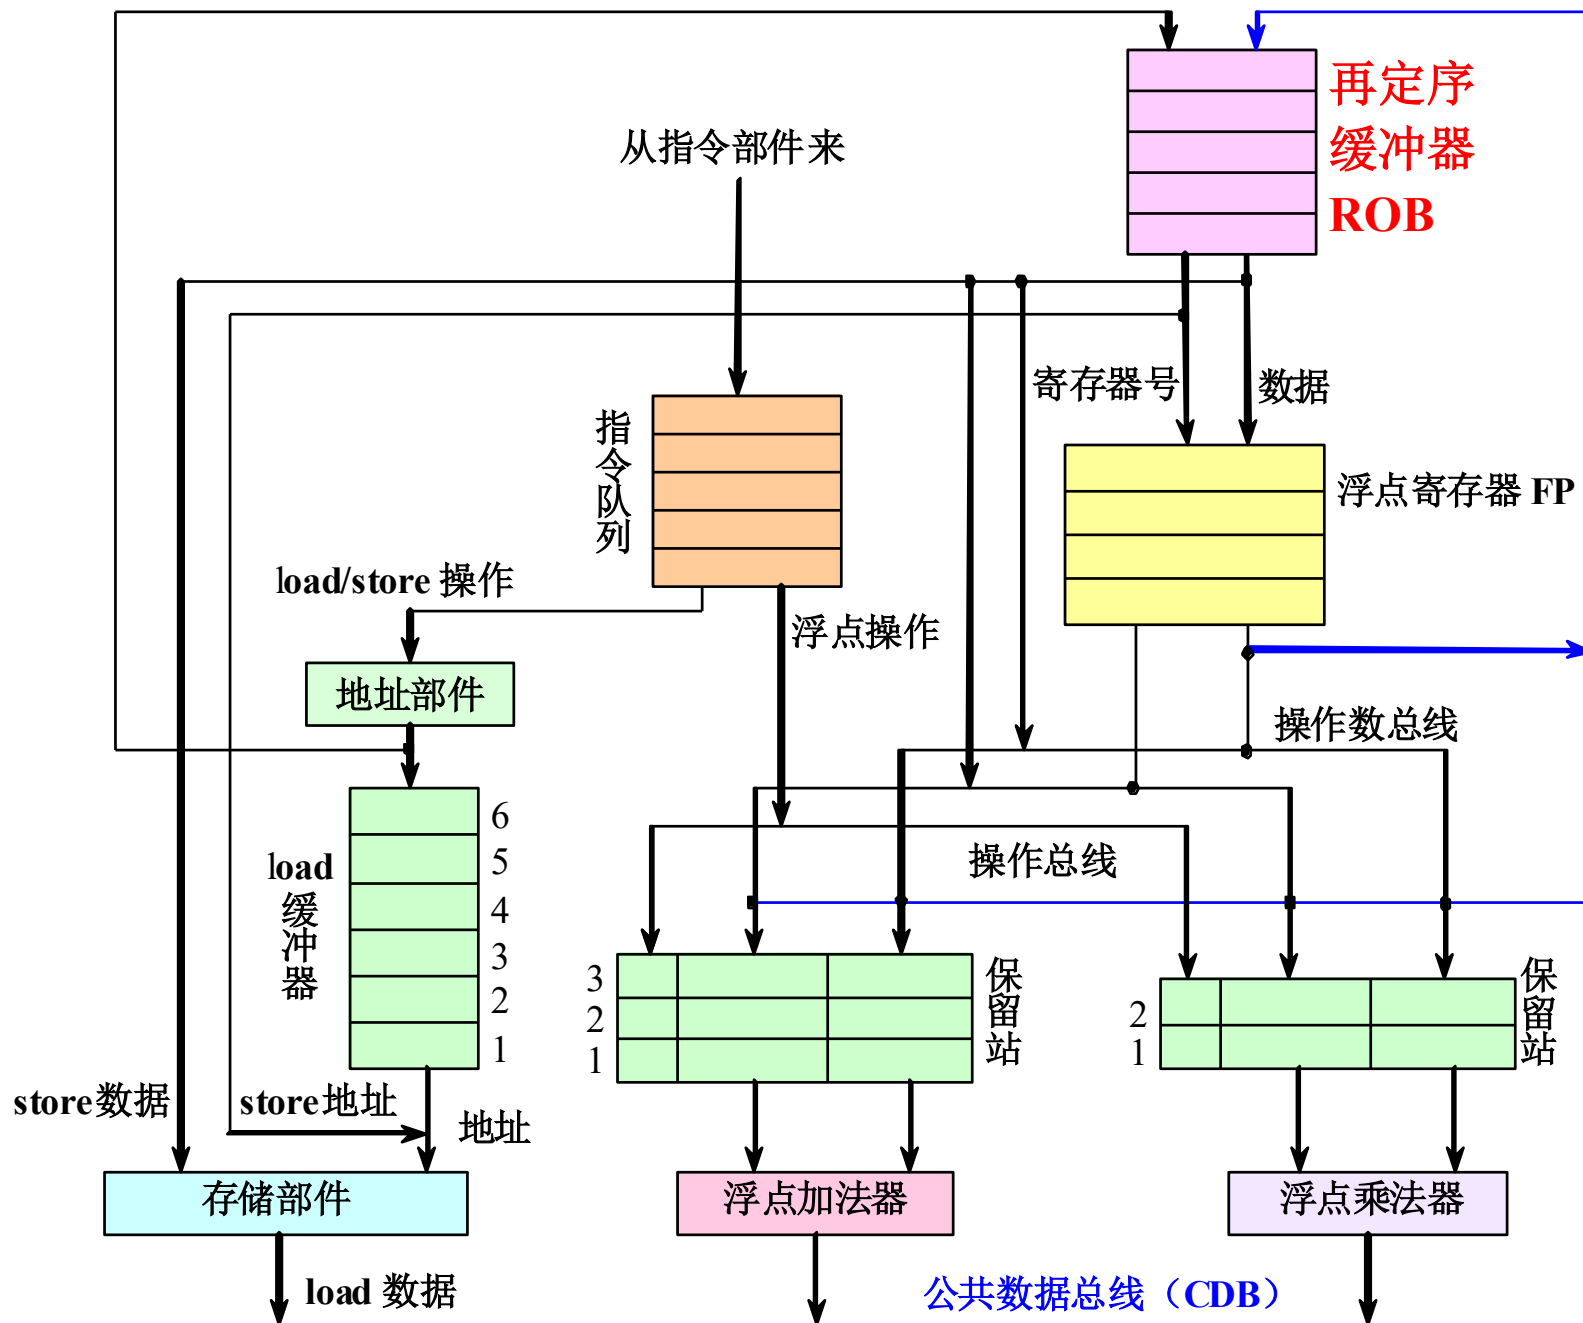 再定序
缓冲器
ROB
从指令部件来
寄存器号
数据
指令队列
浮点寄存器 FP
load/store 操作
浮点操作
地址部件
操作数总线
操作总线
load
缓冲器
6
5
4
3
2
1
3
2
1
保留站
2
1
保留站
store数据
store地址
地址
存储部件
浮点加法器
浮点乘法器
load 数据
公共数据总线（CDB）